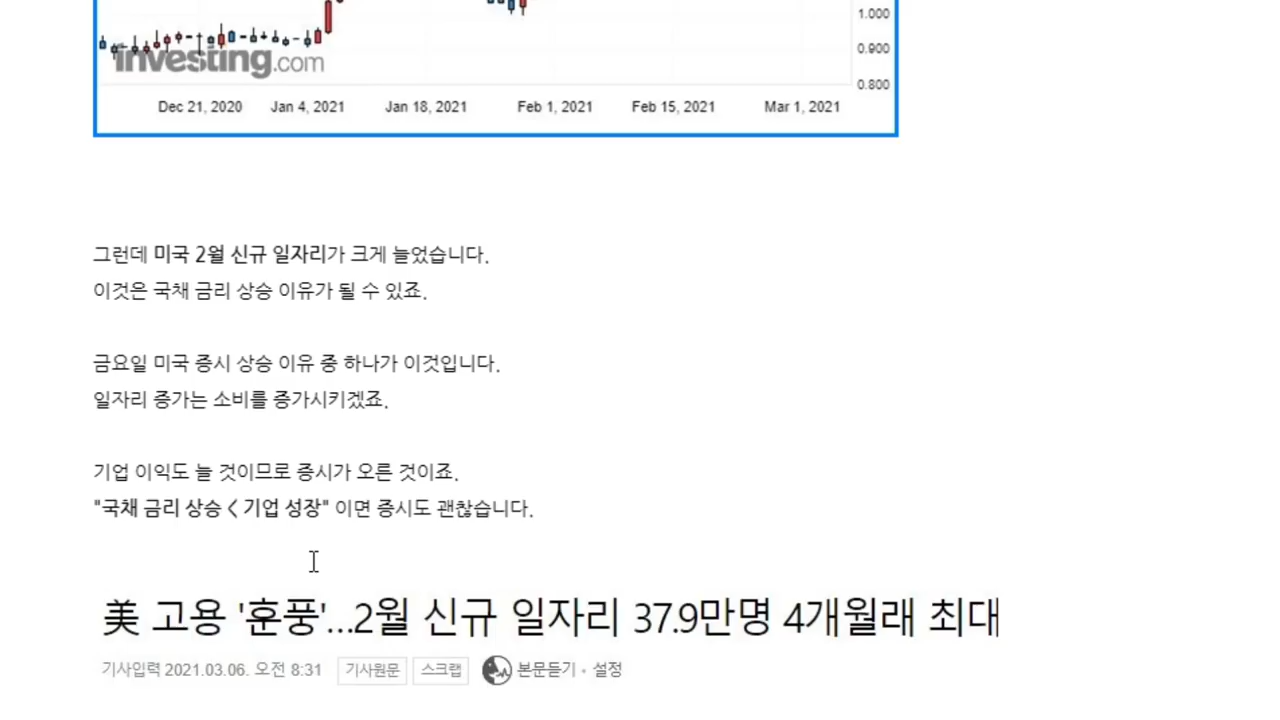 1.000
0.900
Investing.com
0.800
Dec 21, 2020 Jan 4, 2021 Jan 18, 2021 Feb 1, 2021 Feb 15, 2021 Mar 1, 2021
그런데 미국 2월 신규 일자리가 크게 늘었습니다.
이것은 국채 금리 상승 이유가 될 수 있죠.
금요일 미국 증시 상승 이유 중 하나가 이것입니다.
일자리 증가는 소비를 증가시키겠죠.
기업 이익도 늘 것이므로 증시가 오른 것이죠.
"국채 금리 상승 < 기업 성장" 이면 증시도 괜찮습니다.
美 고용 '훈풍'...2월 신규 일자리 37.9만명 4개월래 최대
기사입력 2021.03.06. 오전 8:31 기사원문 스크랩 본문듣기 · 설정